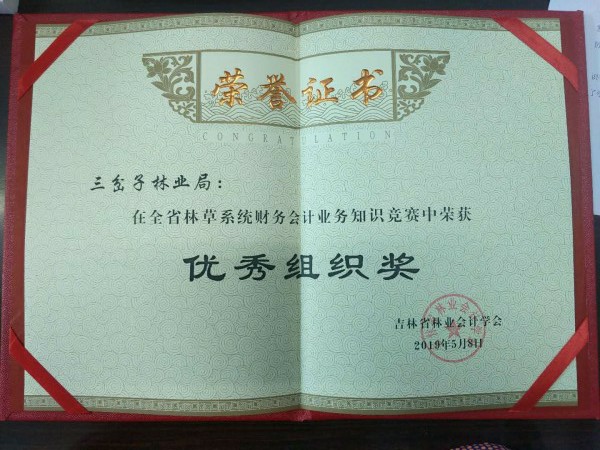 荣誉证书
CONGRATULATION
三岔子林业局：
在全省林草系统财务会计业务知识竞赛中荣获
优秀组织奖
吉林省林业会计学会
2019年5月8日